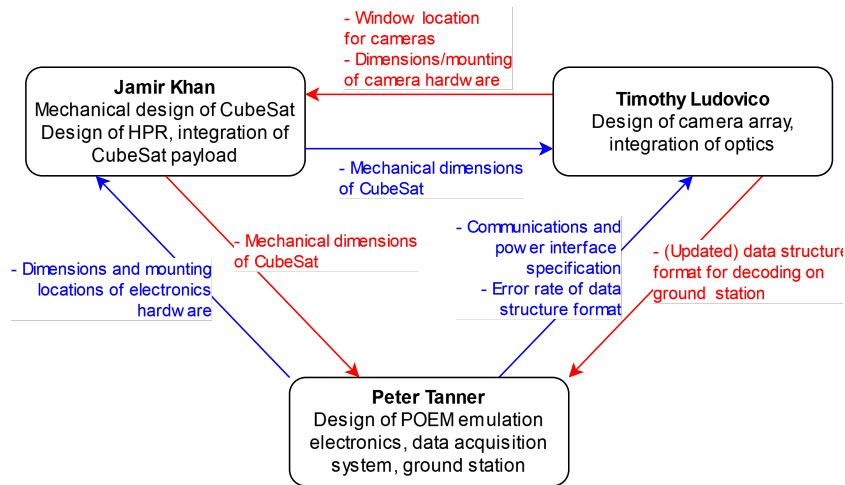 - Window location
for cameras
- Dimensions/mounting
of camera hardware
Jamir Khan
Mechanical design of CubeSat
Design of HPR, integration of
CubeSat payload
Timothy Ludovico
Design of camera array,
integration of optics
- Mechanical dimensions
of CubeSat
- Mechanical dimensions
of CubeSat
- Communications and
power interface
specification
- Error rate of data
structure format
- (Updated) data structure
format for decoding on
ground station
- Dimensions and mounting
locations of electronics
hardware
Peter Tanner
Design of POEM emulation
electronics, data acquisition
system, ground station